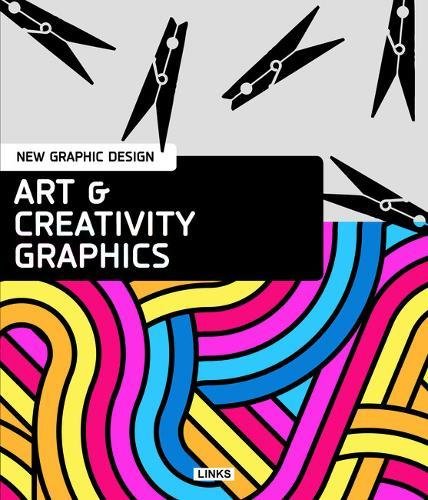 NEW GRAPHIC DESIGN
ART &
CREATIVITY
GRAPHICS
LINKS